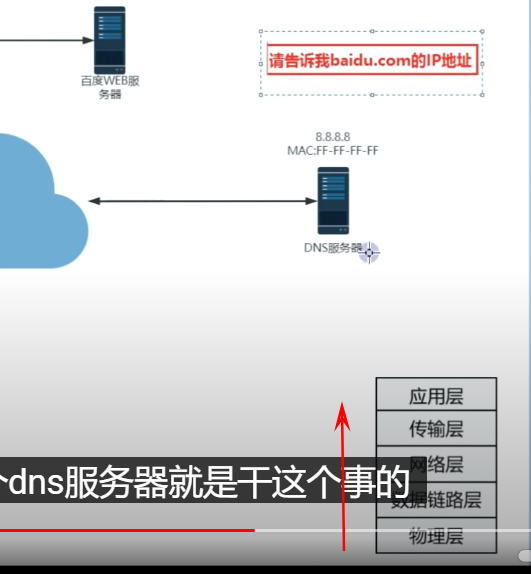 百度WEB服
务器
请告诉我baidu.com的IP地址
8.8.8.8
MAC:FF-FF-FF-FF
DNS服务器
应用层
传输层
网络层
数据链路层
物理层
个dns服务器就是干这个事的